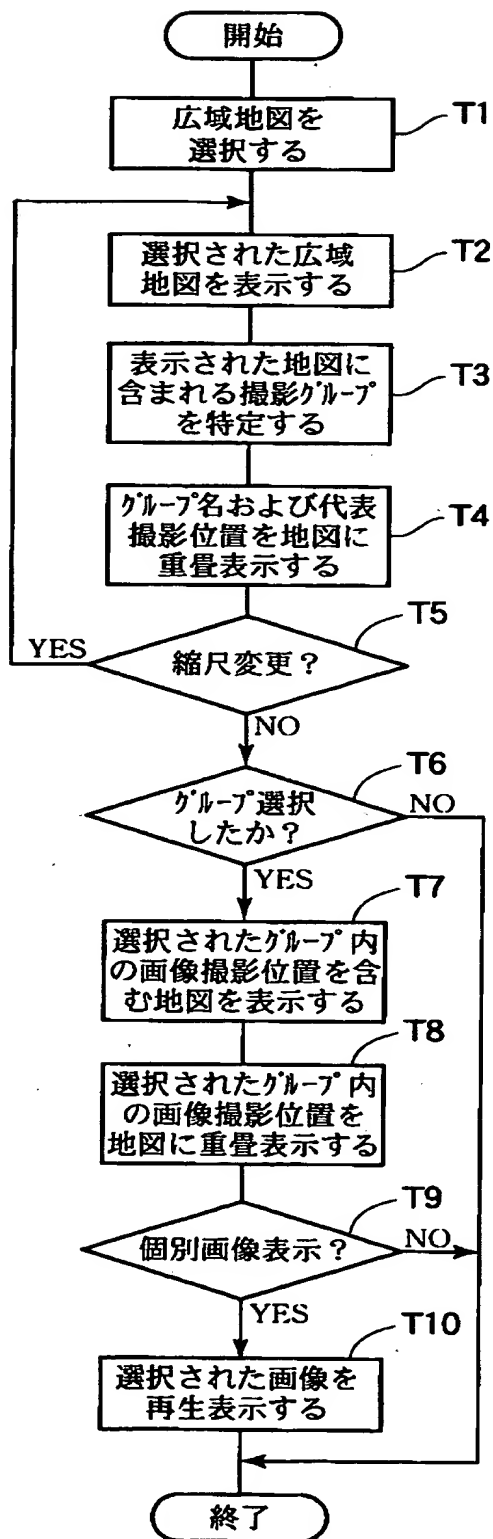 開始
広域地図を
選択する
T1
選択された広域
地図を表示する
T2
表示された地図に
含まれる撮影グループ
を特定する
T3
グループ名および代表
撮影位置を地図に
重畳表示する
T4
T5
YES
縮尺変更?
NO
T6
グループ選択
したか?
NO
YES
T7
選択されたグループ内
の画像撮影位置を含
む地図を表示する
T8
選択されたグループ内
の画像撮影位置を
地図に重畳表示する
T9
個別画像表示?
NO
YES
T10
選択された画像を
再生表示する
終了